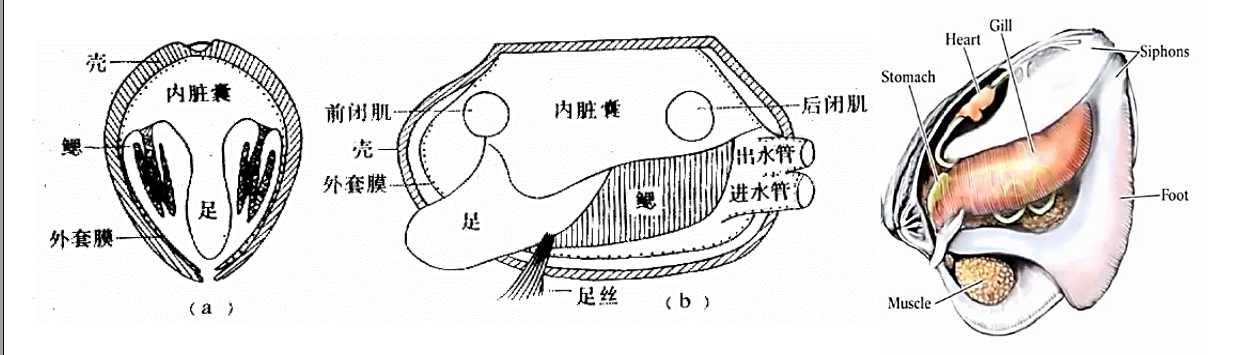 壳
内脏囊
鳃
足
外套膜
( a )
前闭肌
内脏囊
后闭肌
壳
外套膜
出水管
进水管
鳃
足
足丝
( b )
Gill
Heart
Siphons
Stomach
Foot
Muscle